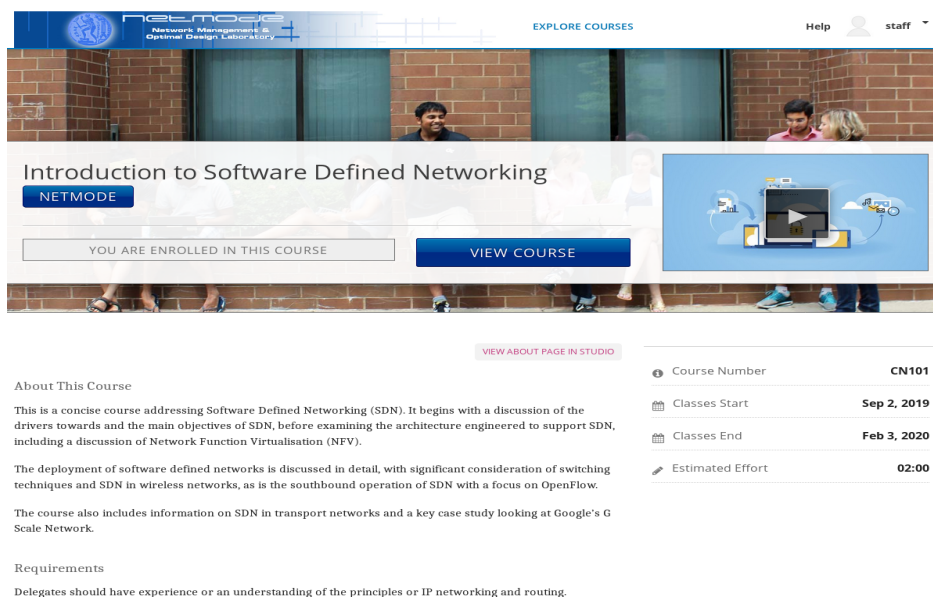 netmode
Network Management &
Optimal Design Laboratory
EXPLORE COURSES
Help
staff
Introduction to Software Defined Networking
NETMODE
YOU ARE ENROLLED IN THIS COURSE
VIEW COURSE
VIEW ABOUT PAGE IN STUDIO
About This Course
This is a concise course addressing Software Defined Networking (SDN). It begins with a discussion of the
drivers towards and the main objectives of SDN, before examining the architecture engineered to support SDN,
including a discussion of Network Function Virtualisation (NFV).
The deployment of software defined networks is discussed in detail, with significant consideration of switching
techniques and SDN in wireless networks, as is the southbound operation of SDN with a focus on OpenFlow.
The course also includes information on SDN in transport networks and a key case study looking at Google's G
Scale Network.
Requirements
Delegates should have experience or an understanding of the principles or IP networking and routing.
Course Number
CN101
Classes Start
Sep 2, 2019
Classes End
Feb 3, 2020
Estimated Effort
02:00